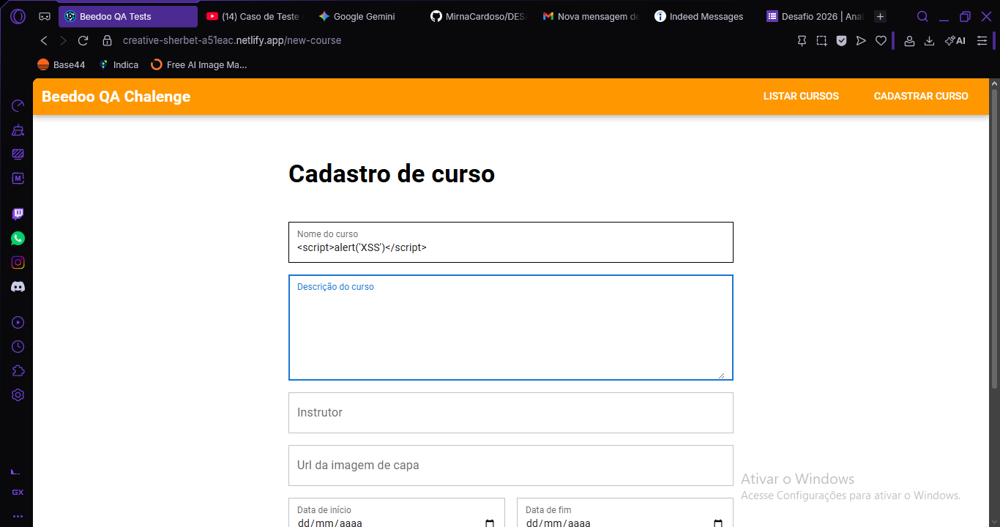 Beedoo QA Tests
(14) Caso de Teste
Google Gemini
MirnaCardoso/DES
Nova mensagem de
Indeed Messages
Desafio 2026 | Anal
creative-sherbet-a51eac.netlify.app/new-course
AI
Base44
Indica
Free AI Image Ma...
Beedoo QA Chalenge
LISTAR CURSOS
CADASTRAR CURSO
M
Cadastro de curso
Nome do curso
<script>alert('XSS')</script>
Descrição do curso
Instrutor
Url da imagem de capa
Ativar o Windows
Acesse Configurações para ativar o Windows.
GX
Data de início
Data de fim
dd/mm/aaaa
dd/mm/aaaa